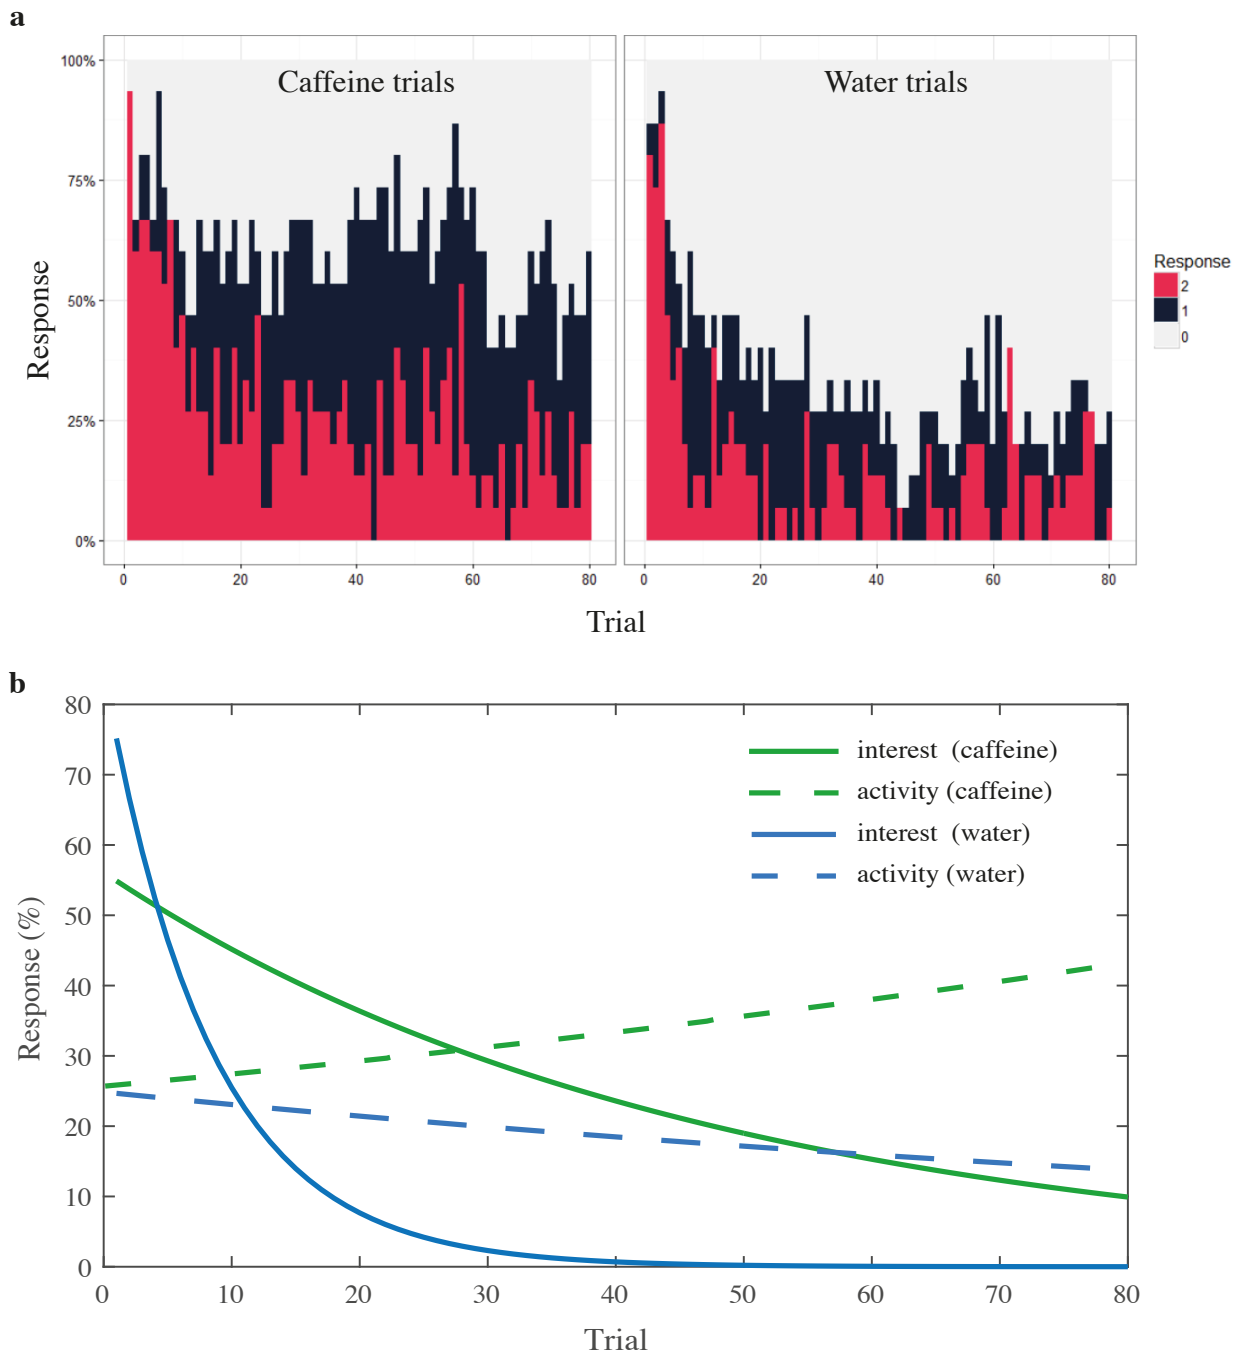 a
Caffeine trials
Water trials
100%
75%
50%
25%
0%
Response
0 20 40 60 80
0 20 40 60 80
Trial
Response
2
1
0
b
80
70
60
50
40
30
20
10
0
Response (%)
interest (caffeine)
activity (caffeine)
interest (water)
activity (water)
0 10 20 30 40 50 60 70 80
Trial